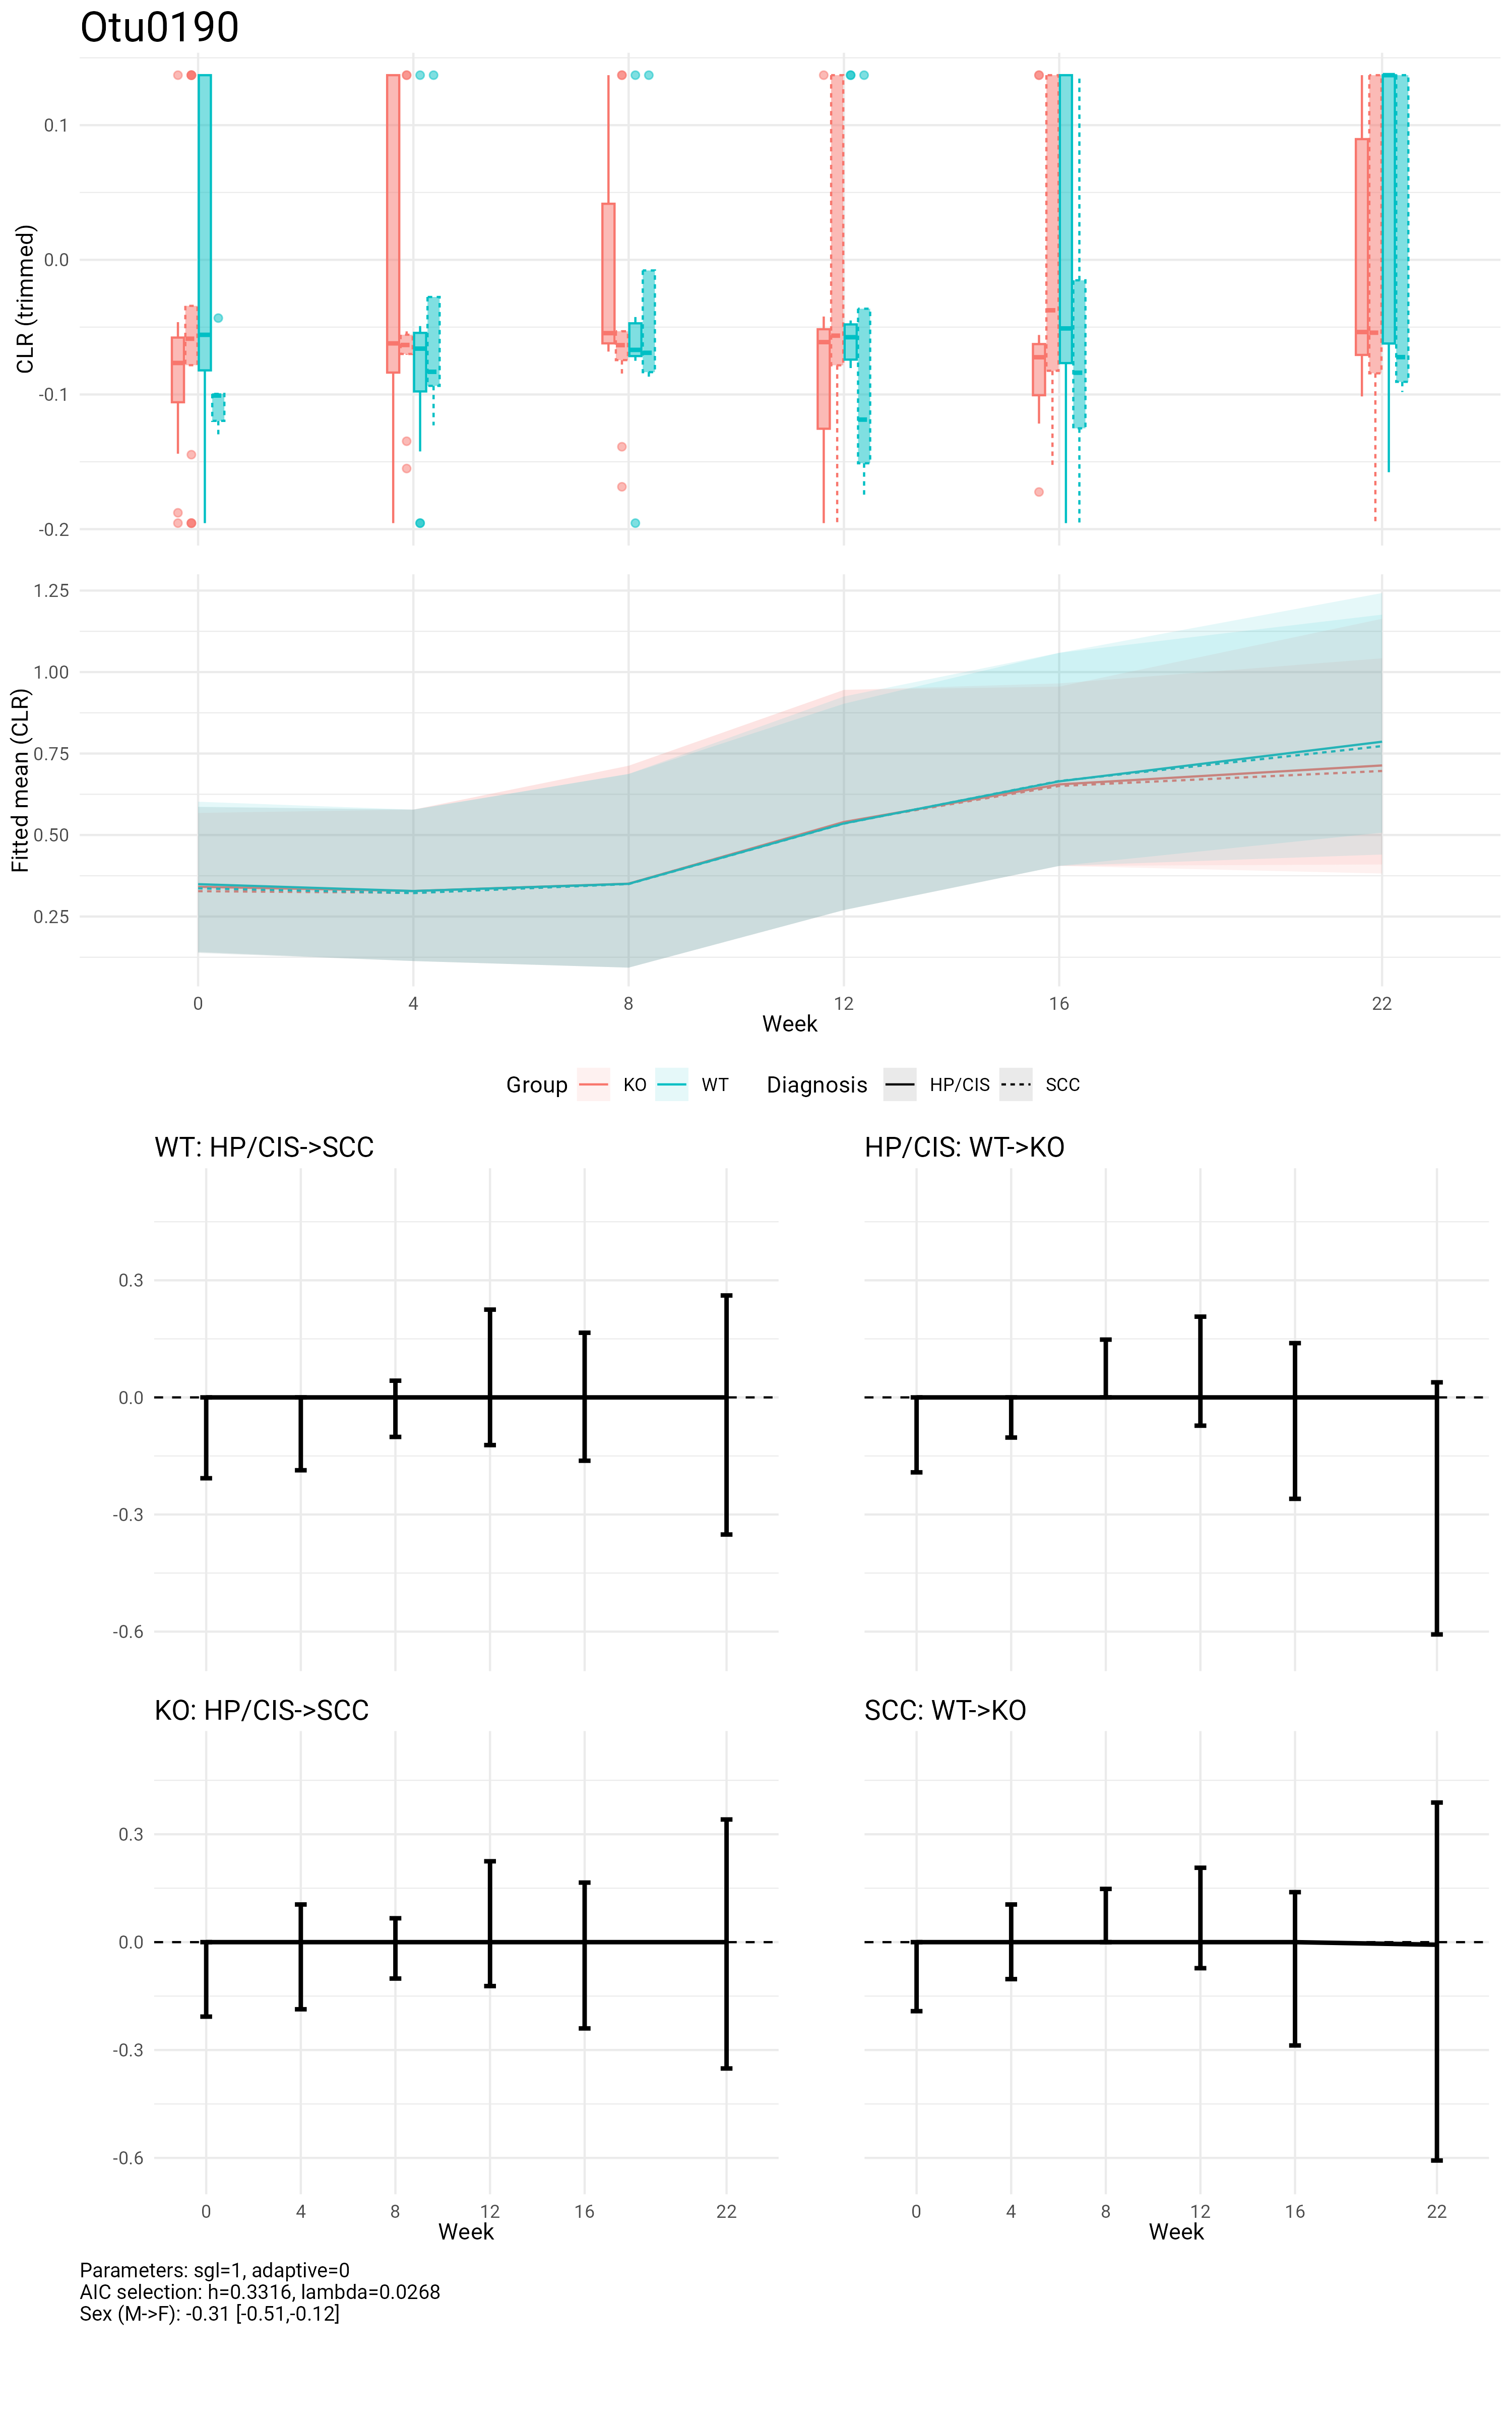 Otu0190
CLR (trimmed)
0.1
0.0
-0.1
-0.2
Fitted mean (CLR)
1.25
1.00
0.75
0.50
0.25
0 4 8 12 16 22
Week
Group KO WT Diagnosis HP/CIS SCC
WT: HP/CIS->SCC
0.3
0.0
-0.3
-0.6
HP/CIS: WT->KO
KO: HP/CIS->SCC
0.3
0.0
-0.3
-0.6
0 4 8 12 16 22
Week
SCC: WT->KO
0 4 8 12 16 22
Week
Parameters: sgl=1, adaptive=0
AIC selection: h=0.3316, lambda=0.0268
Sex (M->F): -0.31 [-0.51,-0.12]